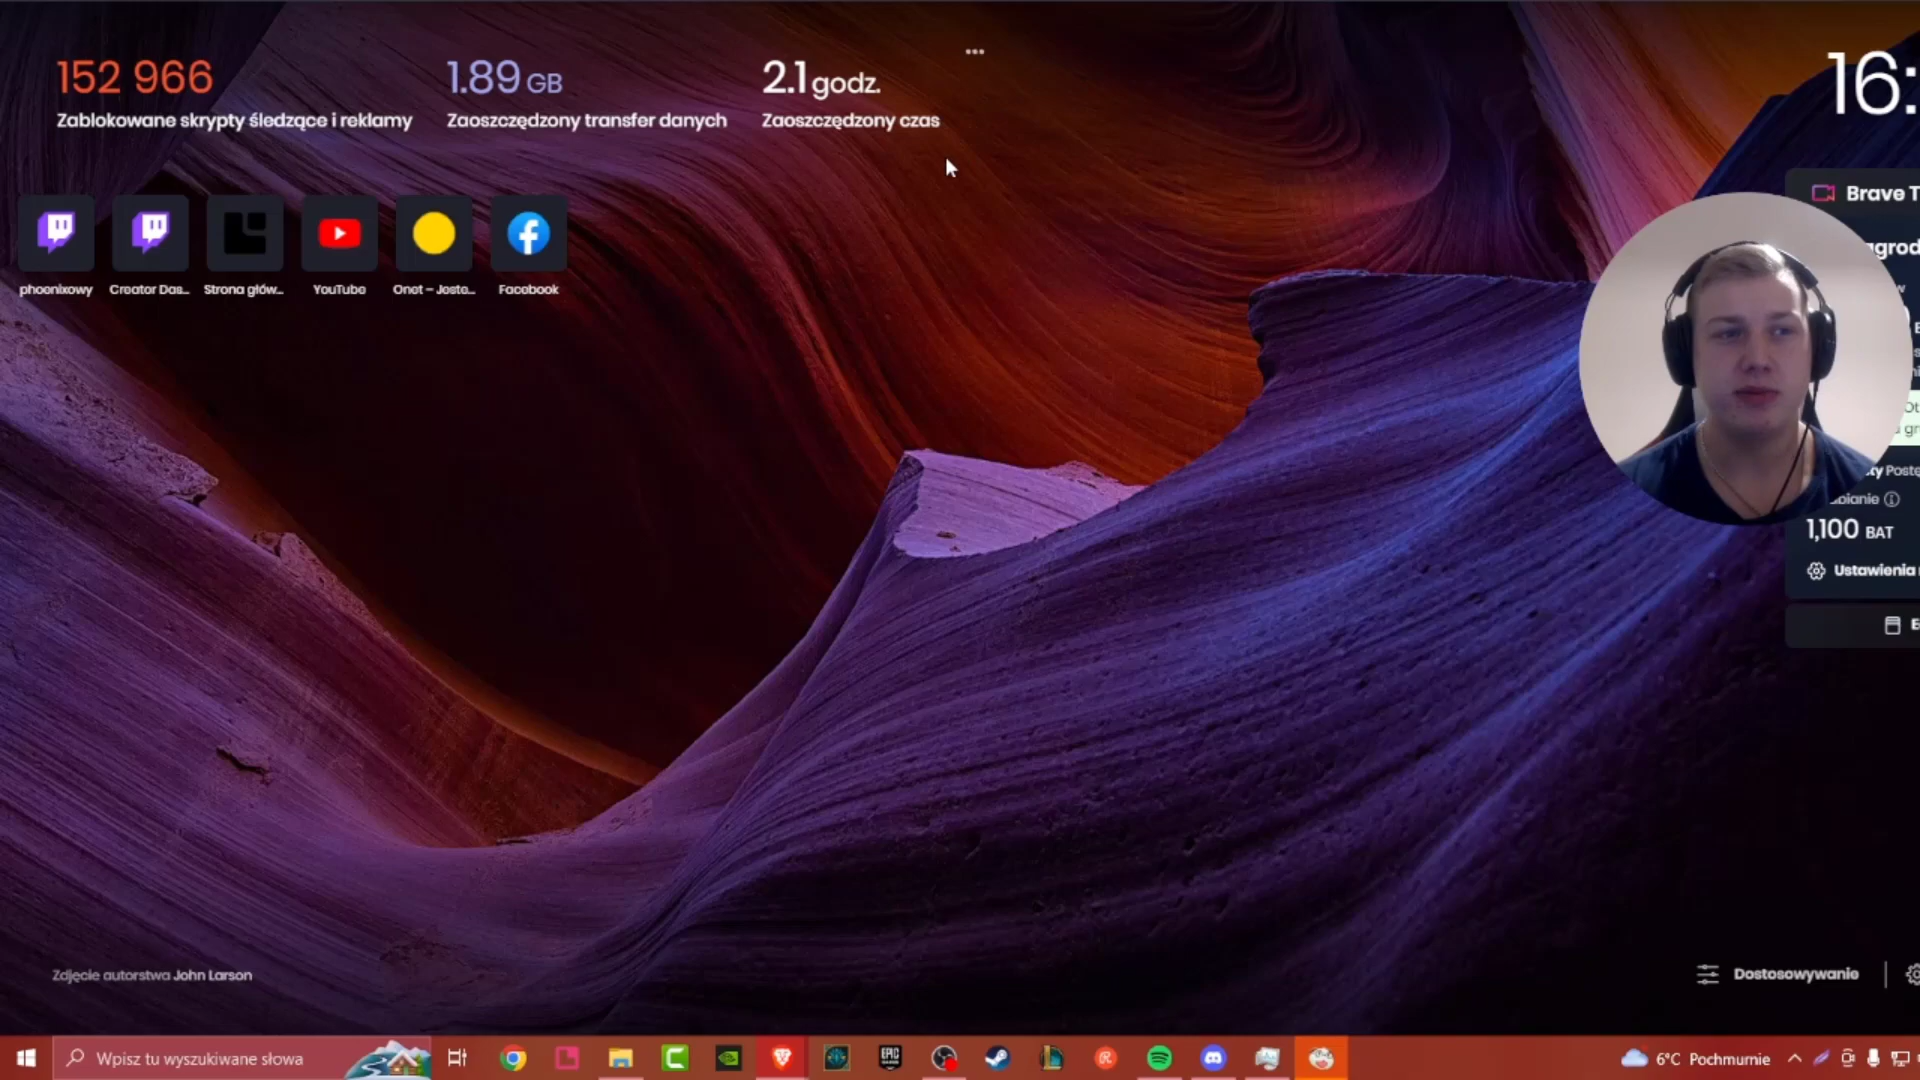 152 966
1.89 GB
2.1 godz.
16:
Zablokowane skrypty śledzące i reklamy
Zaoszczędzony transfer danych
Zaoszczędzony czas
Brave T
phoenixowy
Creator Das...
Strona głów...
YouTube
Onet – Jeste...
Facebook
1,100 BAT
Ustawienia
Zdjęcie autorstwa John Larson
Dostosowywanie
Wpisz tu wyszukiwane słowa
EPIC
6°C Pochmurnie